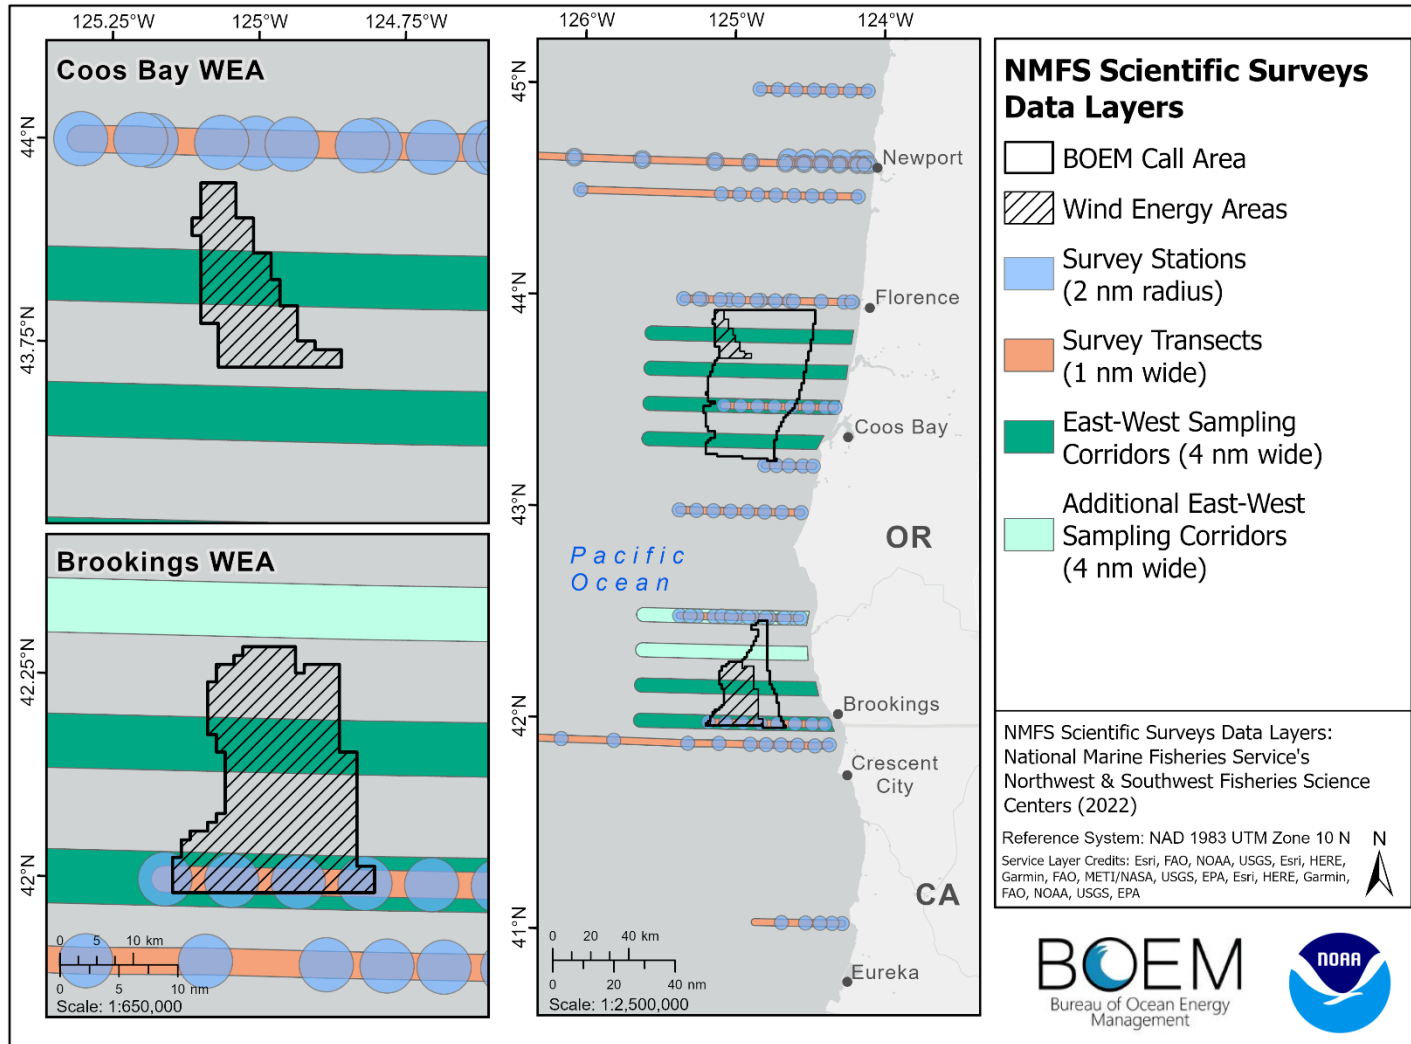 125.25°W
125°W
124.75°W
Coos Bay WEA
44°N
43.75°N
Brookings WEA
42.25°N
42°N
0 5 10 km
0 5 10 nm
Scale: 1:650,000
126°W
125°W
124°W
45°N
44°N
43°N
42°N
41°N
Newport
Florence
Coos Bay
OR
Pacific
Ocean
Brookings
Crescent
City
CA
Eureka
0 20 40 km
0 20 40 nm
Scale: 1:2,500,000
NMFS Scientific Surveys
Data Layers
BOEM Call Area
Wind Energy Areas
Survey Stations
(2 nm radius)
Survey Transects
(1 nm wide)
East-West Sampling
Corridors (4 nm wide)
Additional East-West
Sampling Corridors
(4 nm wide)
NMFS Scientific Surveys Data Layers:
National Marine Fisheries Service's
Northwest & Southwest Fisheries Science
Centers (2022)
Reference System: NAD 1983 UTM Zone 10 N
N
Service Layer Credits: Esri, FAO, NOAA, USGS, Esri, HERE,
Garmin, FAO, METI/NASA, USGS, EPA, Esri, HERE, Garmin,
FAO, NOAA, USGS, EPA
BOEM
Bureau of Ocean Energy
Management
NOAA